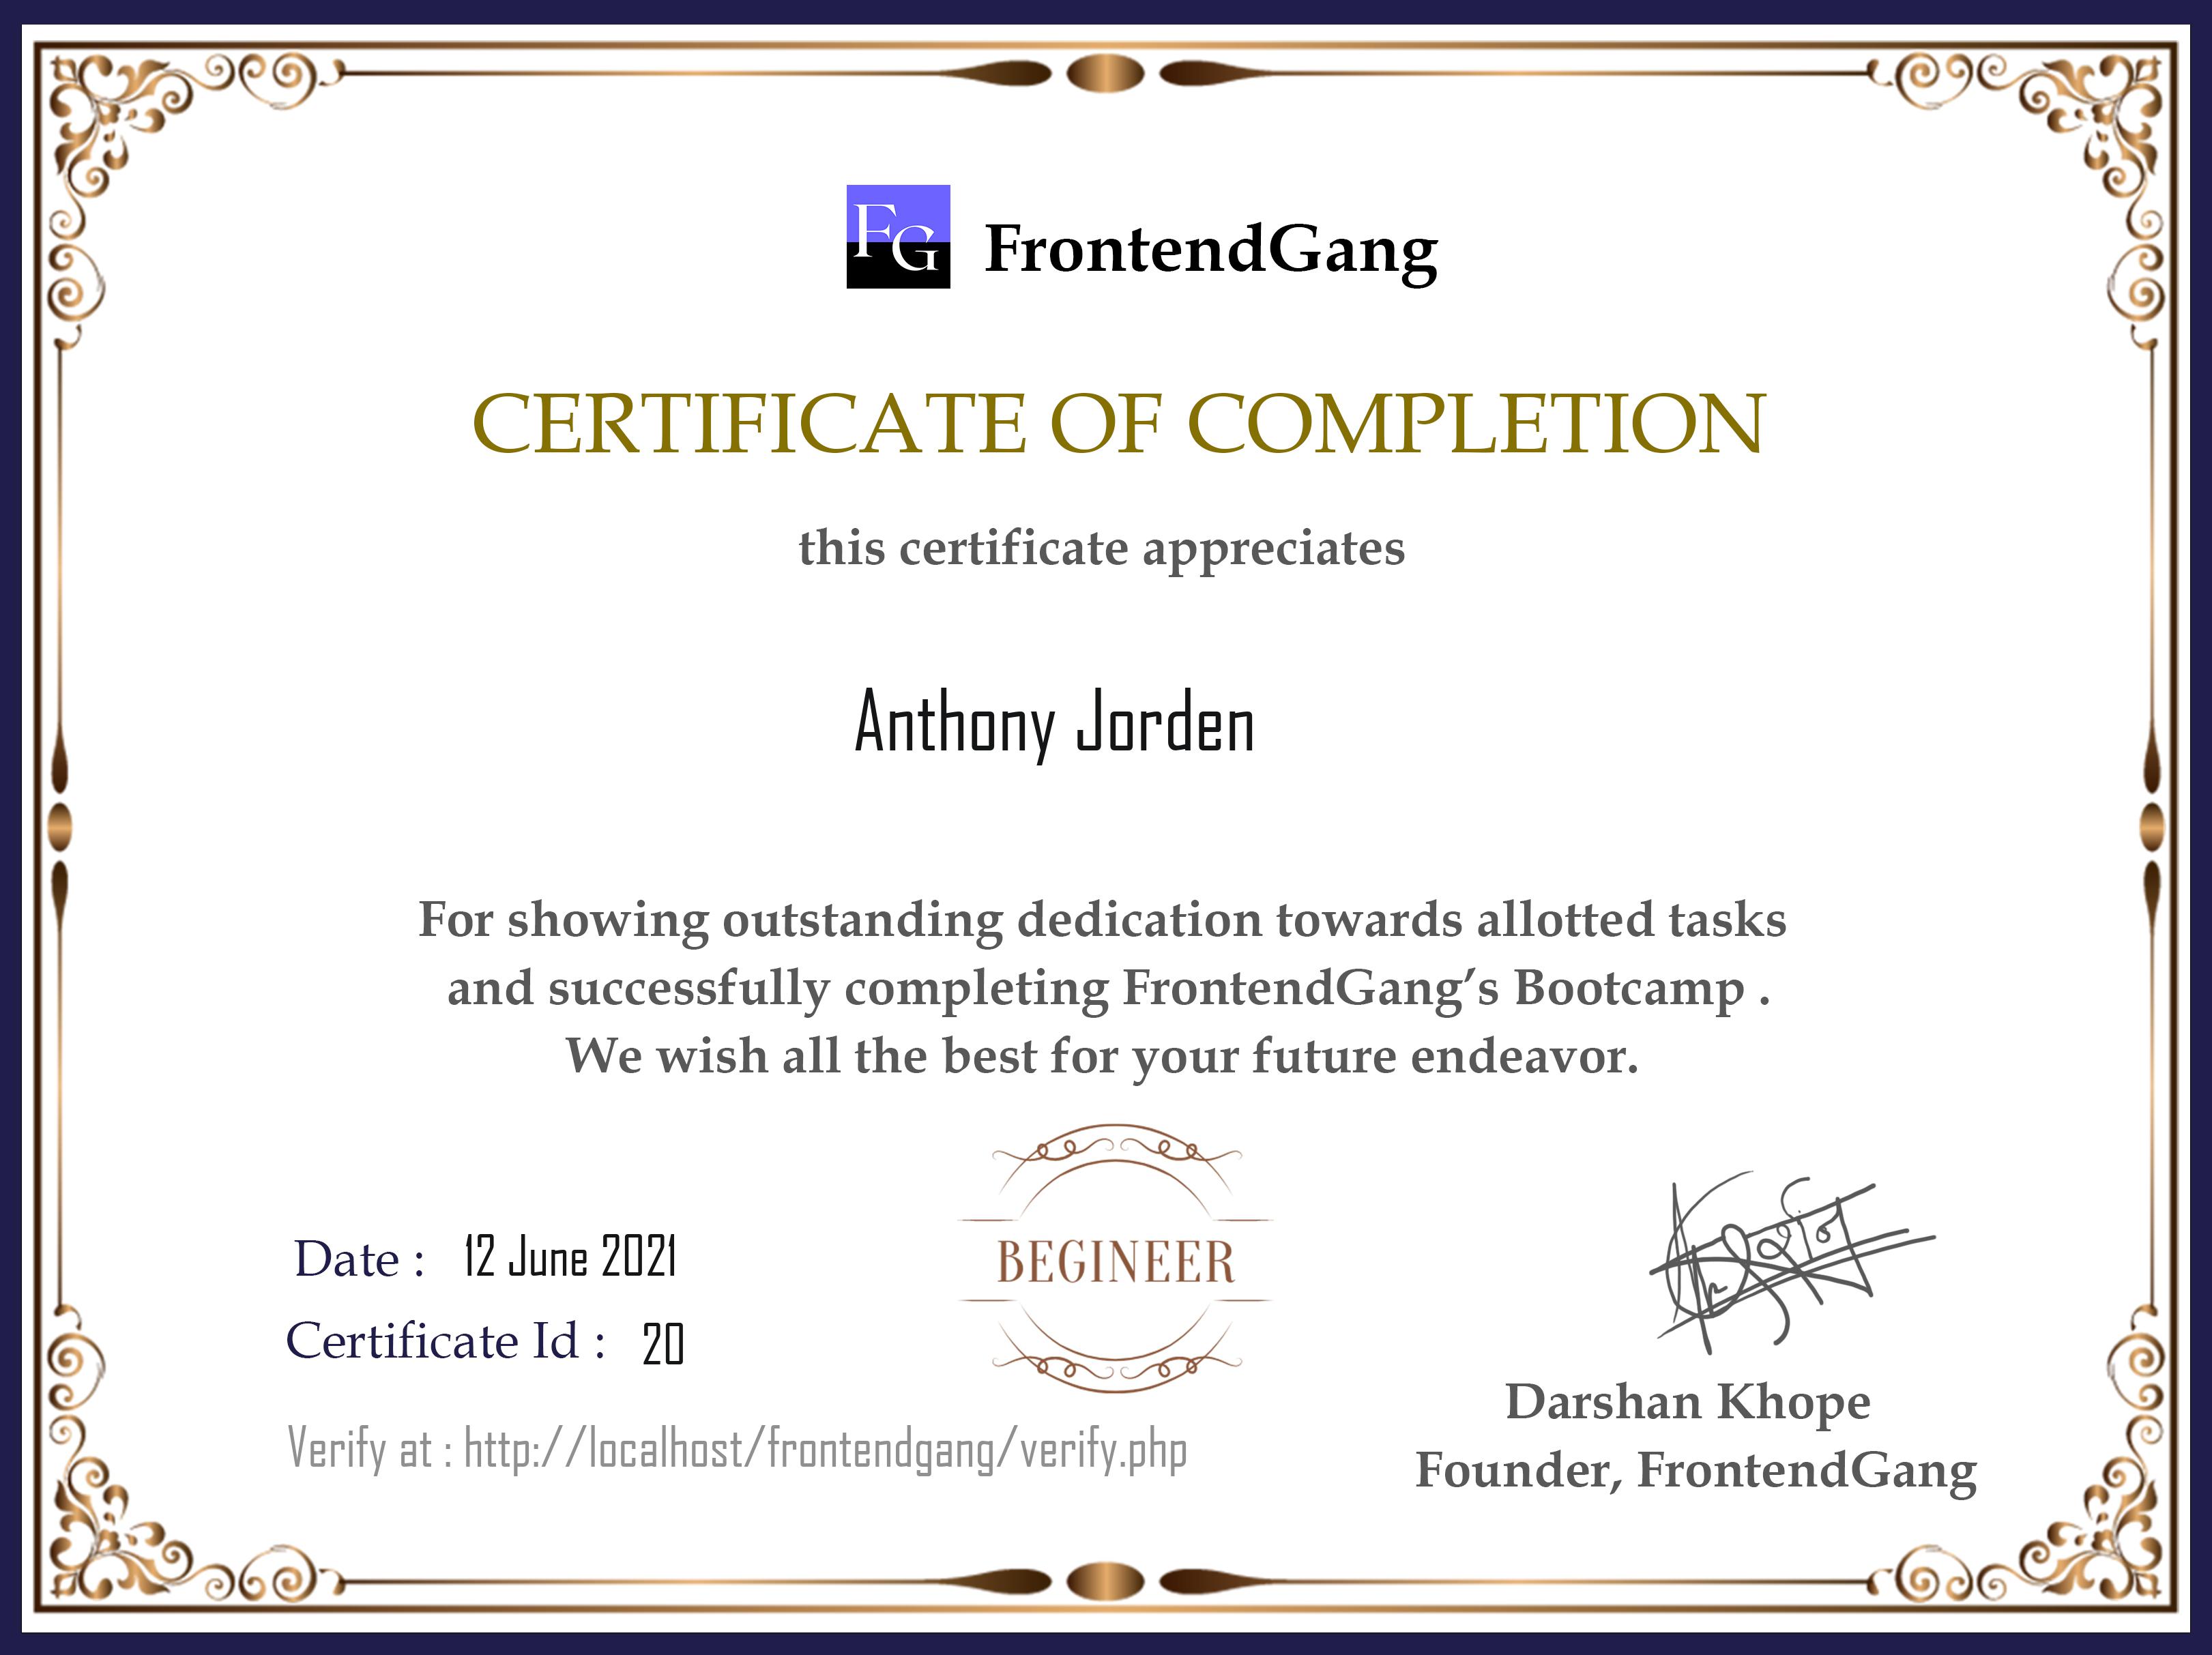 FG FrontendGang
CERTIFICATE OF COMPLETION
this certificate appreciates
Anthony Jorden
For showing outstanding dedication towards allotted tasks
and successfully completing FrontendGang’s Bootcamp .
We wish all the best for your future endeavor.
BEGINEER
Date : 12 June 2021
Certificate Id : 20
Verify at : http://localhost/frontendgang/verify.php
Darshan Khope
Founder, FrontendGang